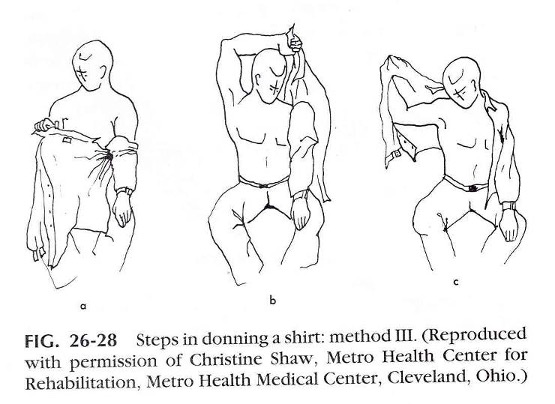 a
b
c
FIG. 26-28 Steps in donning a shirt: method III. (Reproduced
with permission of Christine Shaw, Metro Health Center for
Rehabilitation, Metro Health Medical Center, Cleveland, Ohio.)